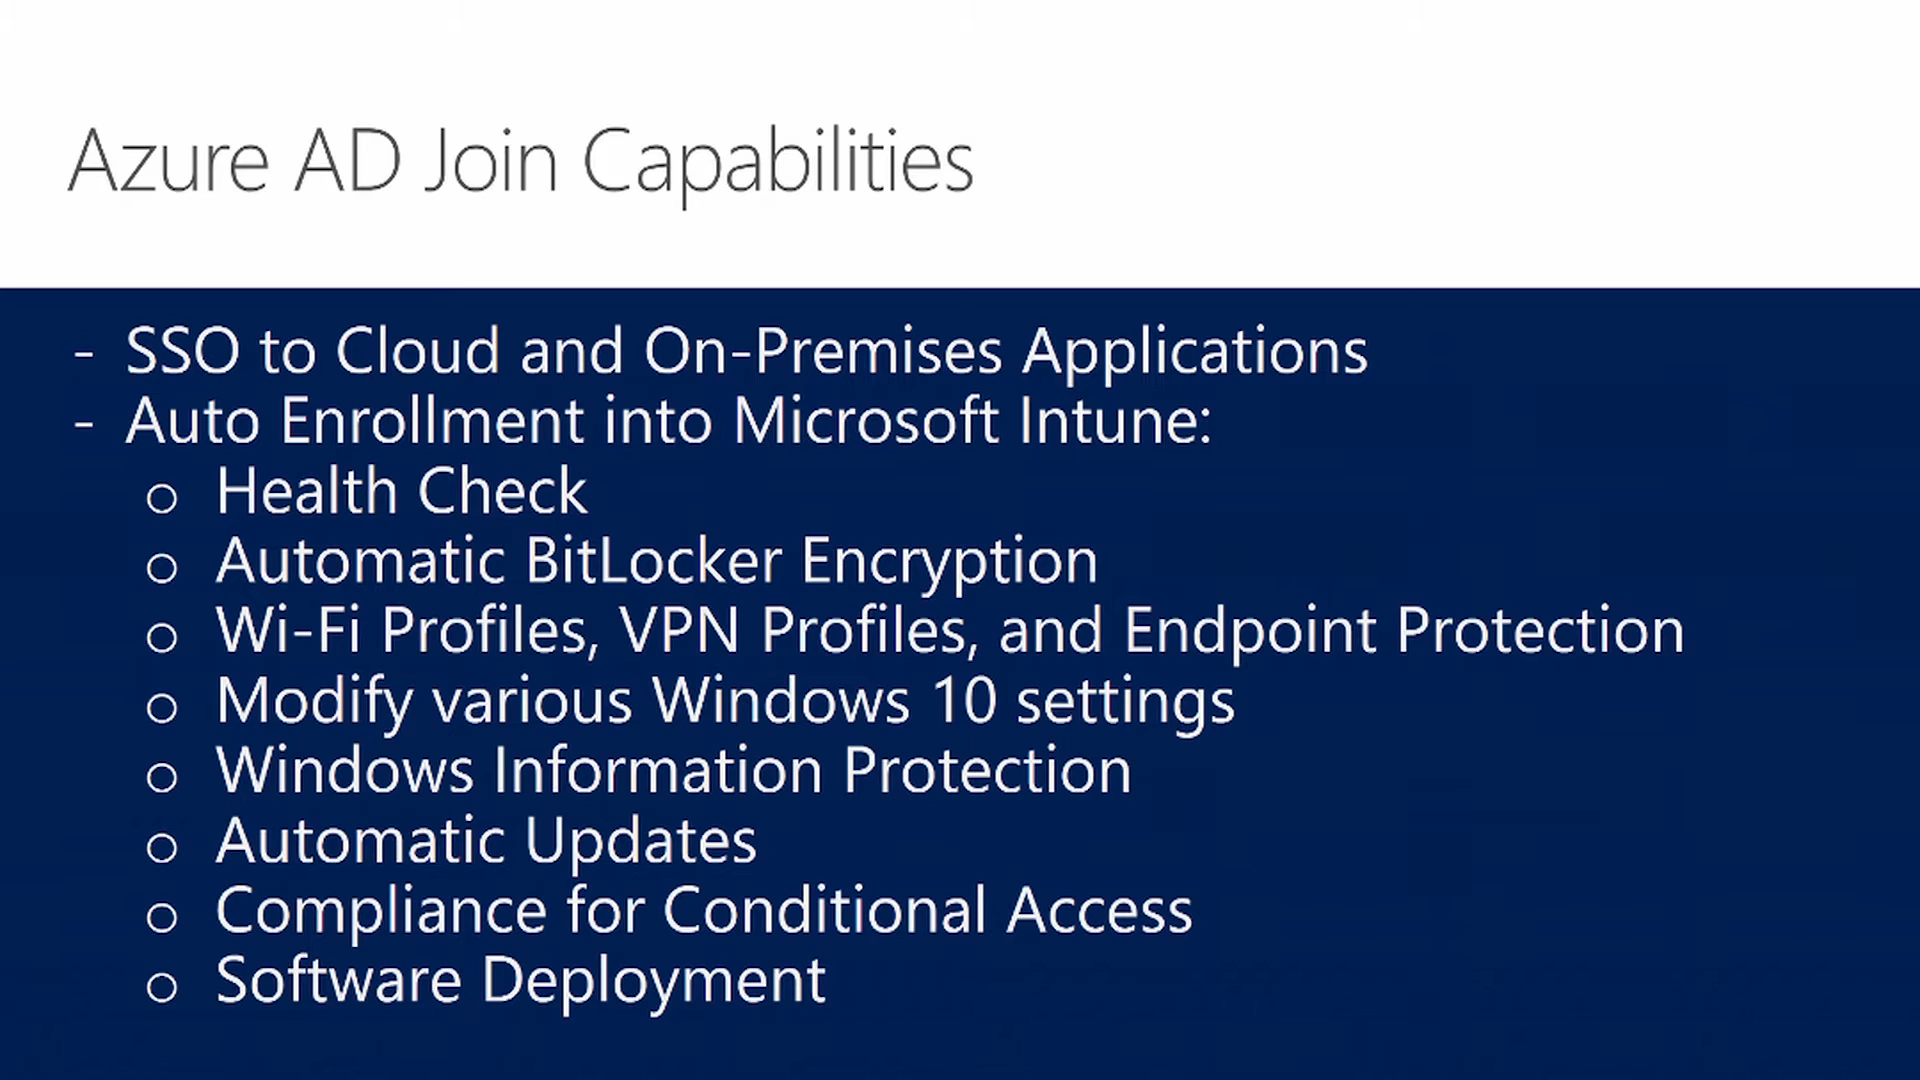 Azure AD Join Capabilities
- SSO to Cloud and On-Premises Applications
- Auto Enrollment into Microsoft Intune:
o Health Check
o Automatic BitLocker Encryption
o Wi-Fi Profiles, VPN Profiles, and Endpoint Protection
o Modify various Windows 10 settings
o Windows Information Protection
o Automatic Updates
o Compliance for Conditional Access
o Software Deployment